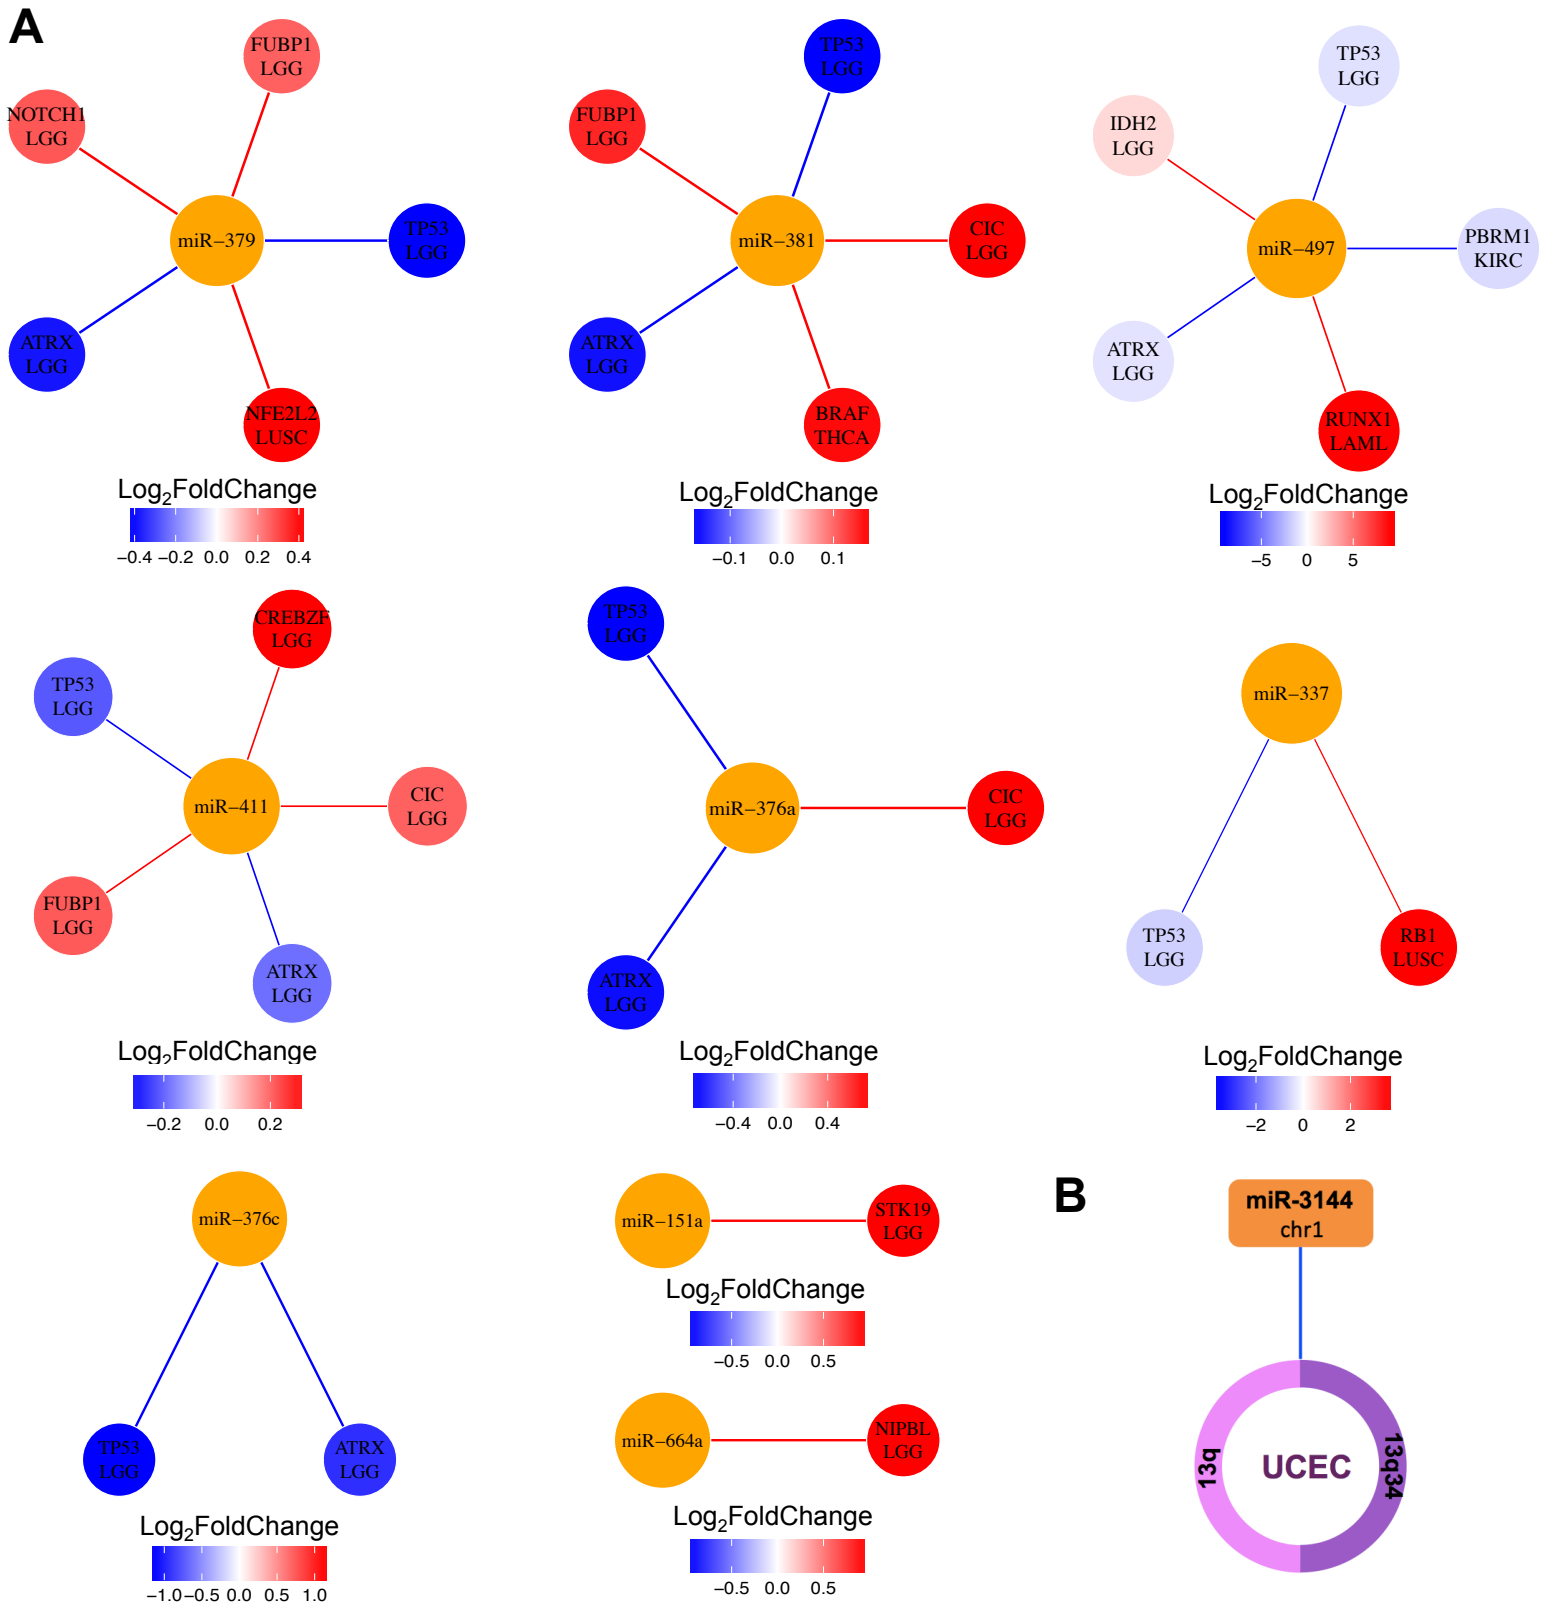 A
FUBP1
LGG
NOTCH1
LGG
miR−379
TP53
LGG
ATRX
LGG
NFE2L2
LUSC
Log2FoldChange
−0.4 −0.2 0.0 0.2 0.4
TP53
LGG
FUBP1
LGG
miR−381
CIC
LGG
ATRX
LGG
BRAF
THCA
Log2FoldChange
−0.1 0.0 0.1
TP53
LGG
IDH2
LGG
miR−497
PBRM1
KIRC
ATRX
LGG
RUNX1
LAML
Log2FoldChange
−5 0 5
CREBZF
LGG
TP53
LGG
miR−411
CIC
LGG
FUBP1
LGG
ATRX
LGG
Log2FoldChange
−0.2 0.0 0.2
TP53
LGG
miR−376a
CIC
LGG
ATRX
LGG
Log2FoldChange
−0.4 0.0 0.4
miR−337
TP53
LGG
RB1
LUSC
Log2FoldChange
−2 0 2
miR−376c
TP53
LGG
ATRX
LGG
Log2FoldChange
−1.0 −0.5 0.0 0.5 1.0
miR−151a
STK19
LGG
Log2FoldChange
−0.5 0.0 0.5
miR−664a
NIPBL
LGG
Log2FoldChange
−0.5 0.0 0.5
B
miR-3144
chr1
13q
UCEC
13q34